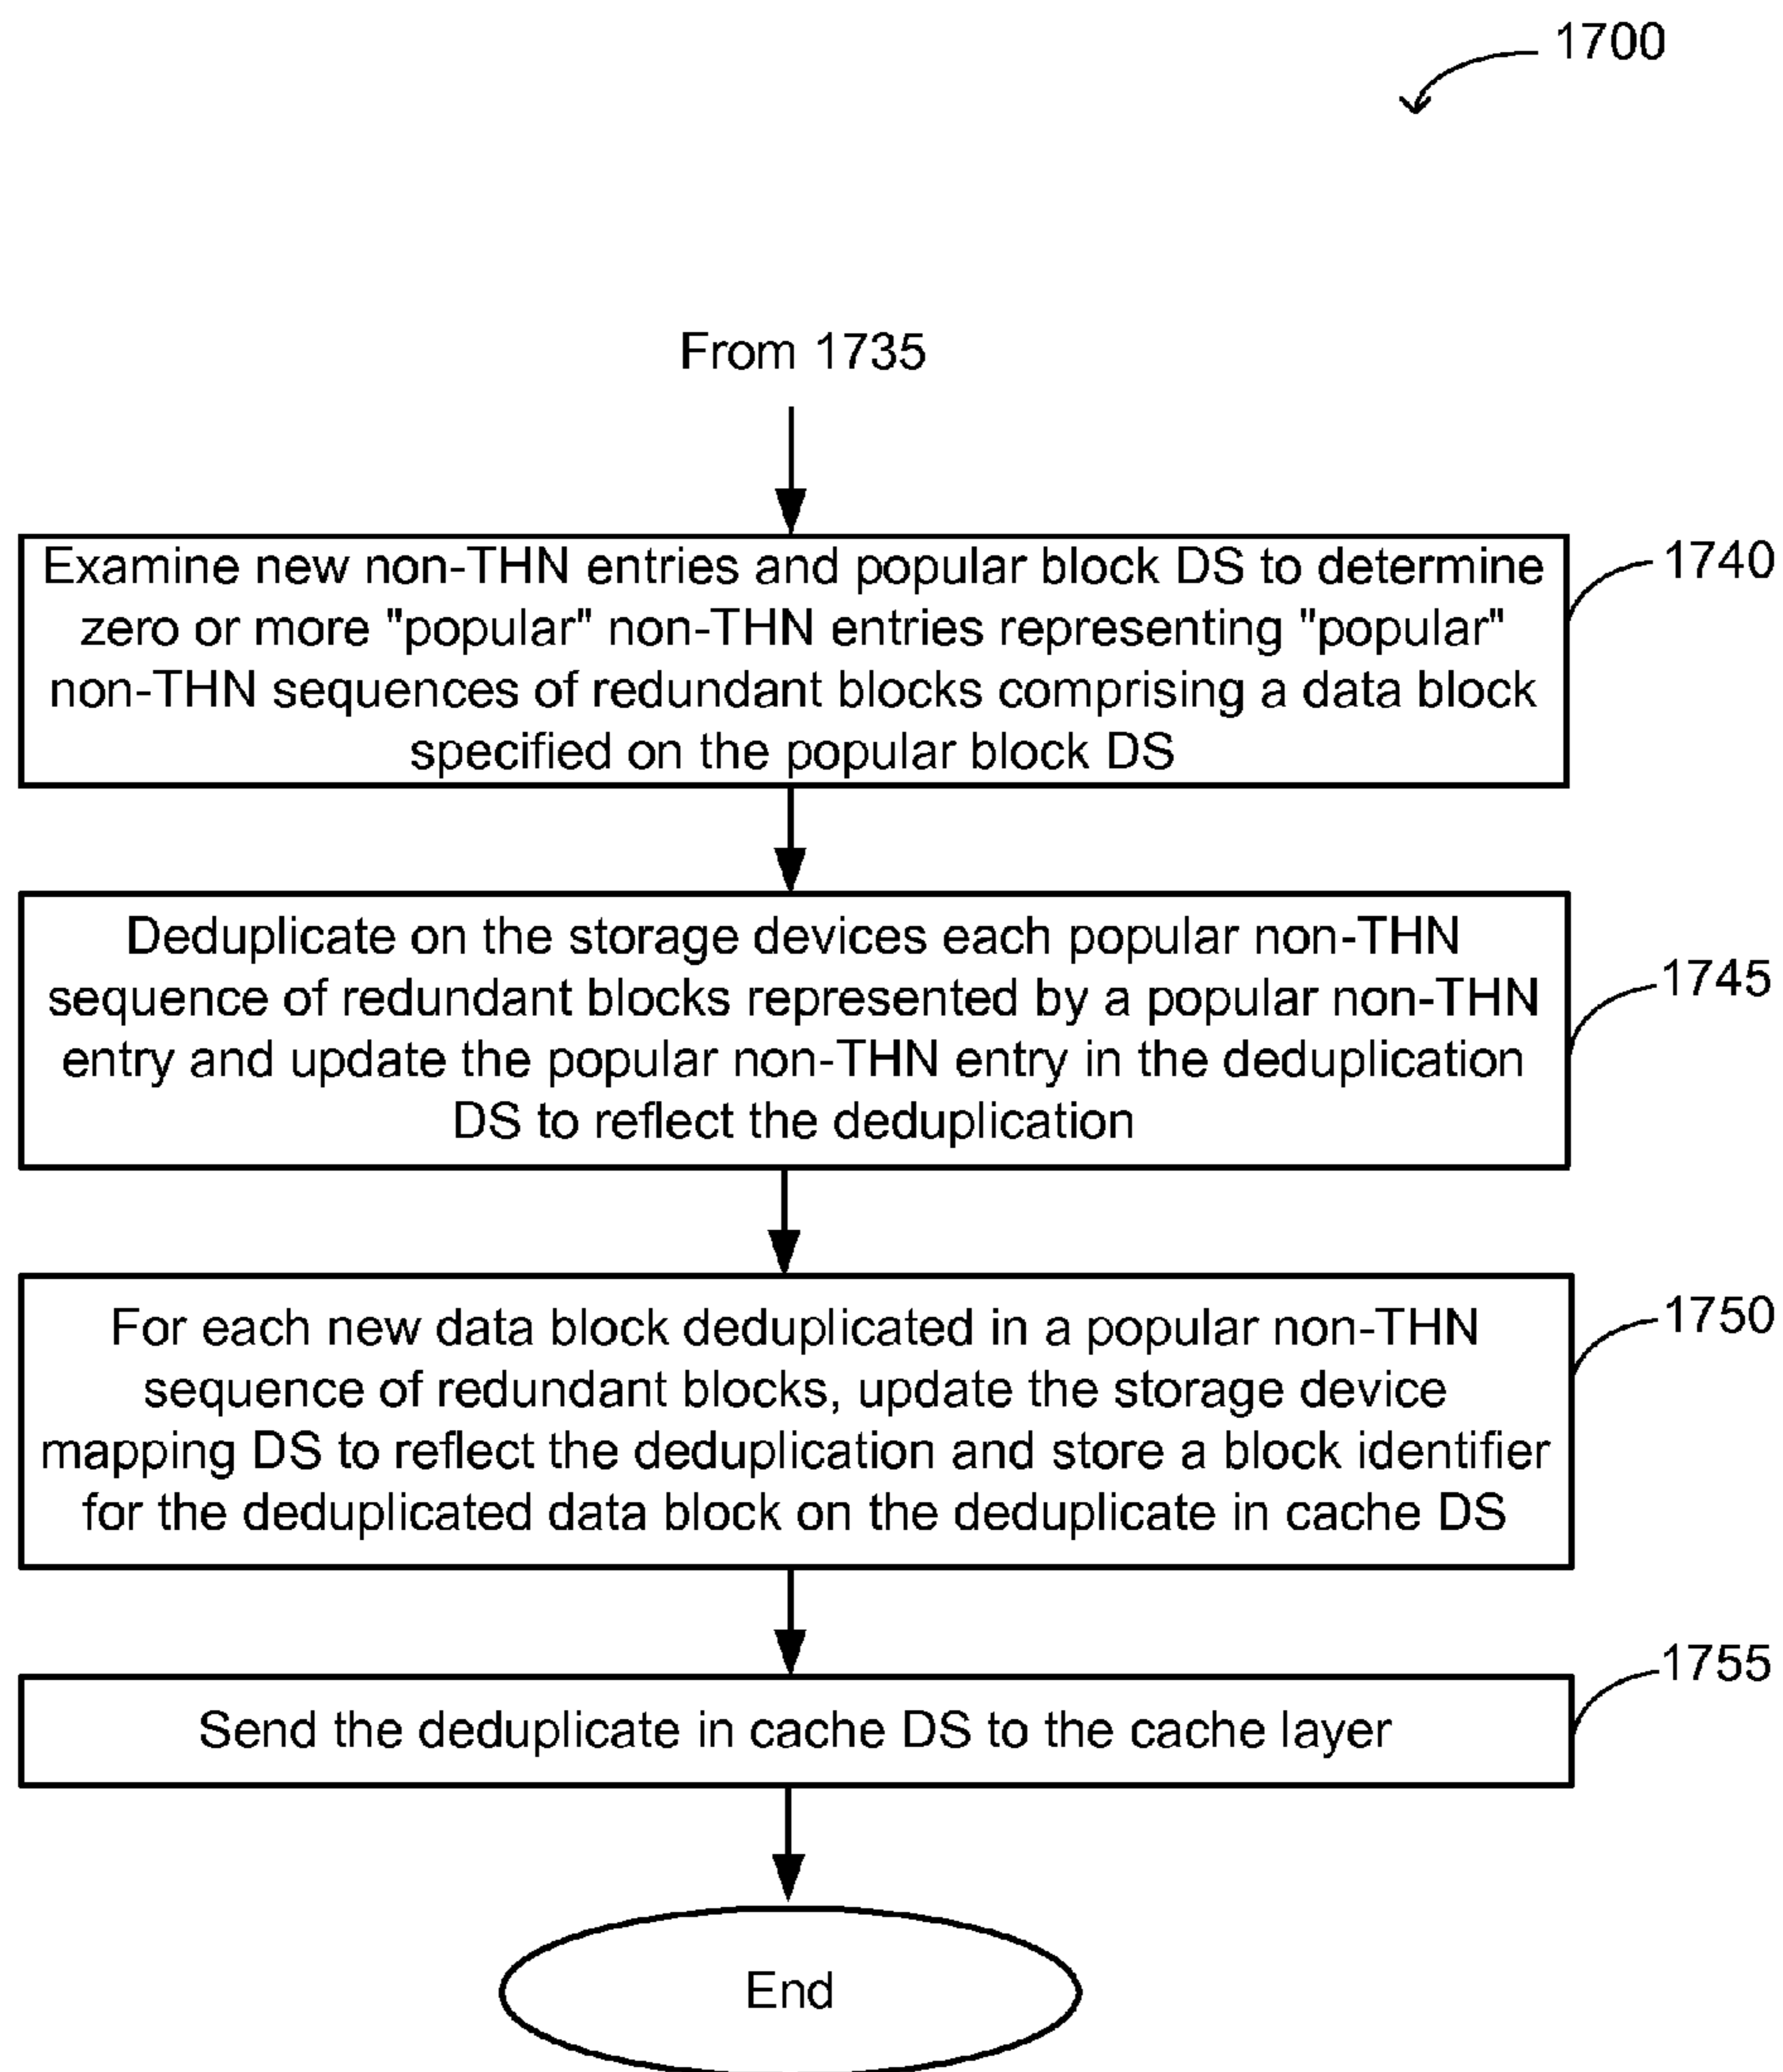 1700
From 1735
Examine new non-THN entries and popular block DS to determine
zero or more "popular" non-THN entries representing "popular"
non-THN sequences of redundant blocks comprising a data block
specified on the popular block DS
1740
Deduplicate on the storage devices each popular non-THN
sequence of redundant blocks represented by a popular non-THN
entry and update the popular non-THN entry in the deduplication
DS to reflect the deduplication
1745
For each new data block deduplicated in a popular non-THN
sequence of redundant blocks, update the storage device
mapping DS to reflect the deduplication and store a block identifier
for the deduplicated data block on the deduplicate in cache DS
1750
Send the deduplicate in cache DS to the cache layer
1755
End